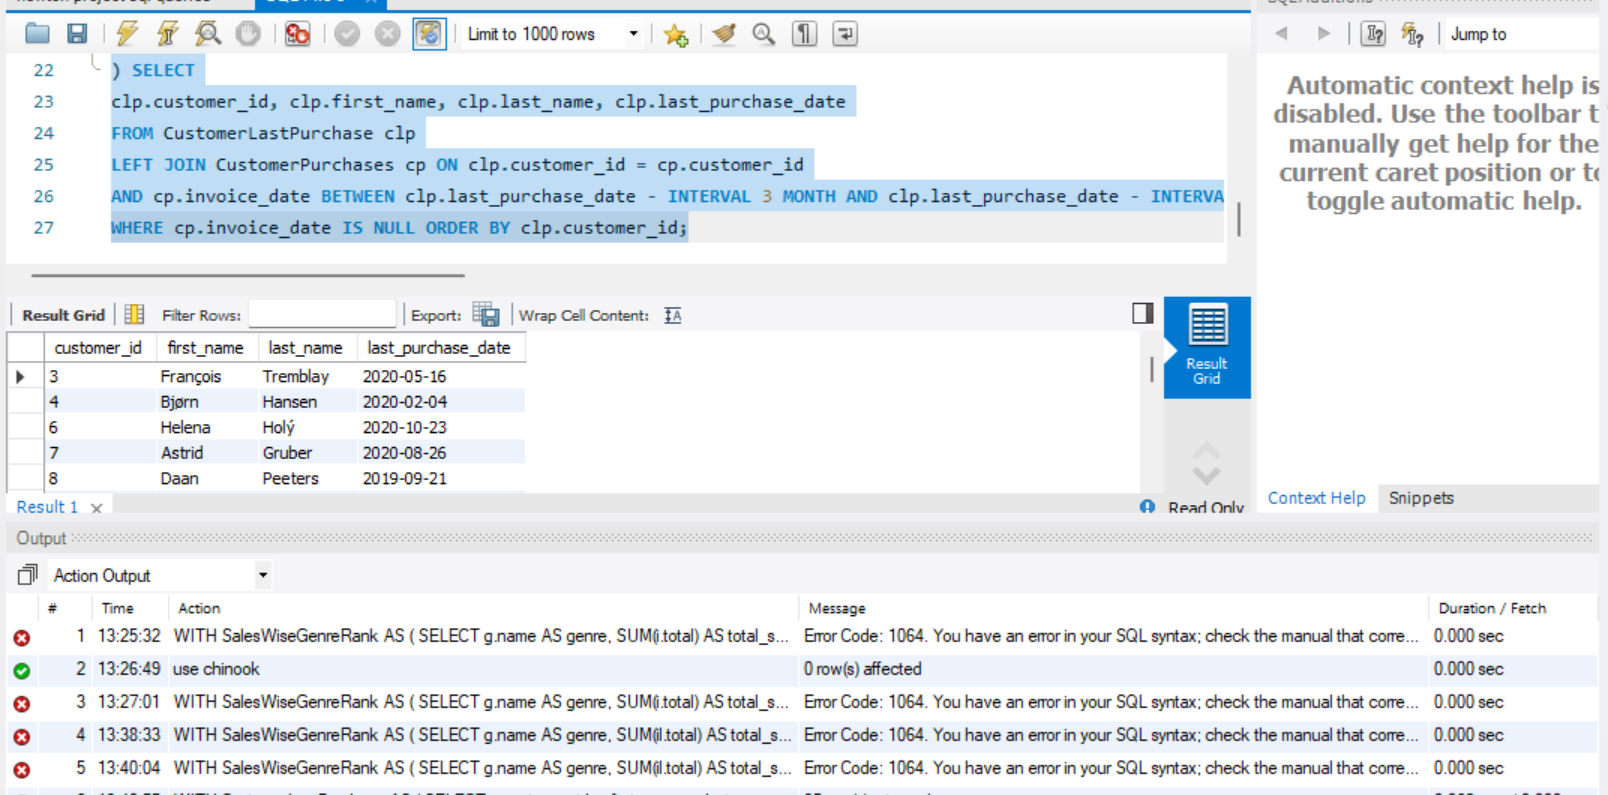 Limit to 1000 rows
Jump to
22 ) SELECT
23 clp.customer_id, clp.first_name, clp.last_name, clp.last_purchase_date
24 FROM CustomerLastPurchase clp
25 LEFT JOIN CustomerPurchases cp ON clp.customer_id = cp.customer_id
26 AND cp.invoice_date BETWEEN clp.last_purchase_date - INTERVAL 3 MONTH AND clp.last_purchase_date - INTERVA
27 WHERE cp.invoice_date IS NULL ORDER BY clp.customer_id;
Automatic context help is
disabled. Use the toolbar t
manually get help for the
current caret position or to
toggle automatic help.
Result Grid Filter Rows: Export: Wrap Cell Content:
customer_id first_name last_name last_purchase_date
3 François Tremblay 2020-05-16
4 Bjørn Hansen 2020-02-04
6 Helena Holý 2020-10-23
7 Astrid Gruber 2020-08-26
8 Daan Peeters 2019-09-21
Result
Grid
Result 1
Read Only
Context Help Snippets
Output
Action Output
# Time Action Message Duration / Fetch
1 13:25:32 WITH SalesWiseGenreRank AS ( SELECT g.name AS genre, SUM(i.total) AS total_s... Error Code: 1064. You have an error in your SQL syntax; check the manual that corre... 0.000 sec
2 13:26:49 use chinook 0 row(s) affected 0.000 sec
3 13:27:01 WITH SalesWiseGenreRank AS ( SELECT g.name AS genre, SUM(i.total) AS total_s... Error Code: 1064. You have an error in your SQL syntax; check the manual that corre... 0.000 sec
4 13:38:33 WITH SalesWiseGenreRank AS ( SELECT g.name AS genre, SUM(il.total) AS total_s... Error Code: 1064. You have an error in your SQL syntax; check the manual that corre... 0.000 sec
5 13:40:04 WITH SalesWiseGenreRank AS ( SELECT g.name AS genre, SUM(il.total) AS total_s... Error Code: 1064. You have an error in your SQL syntax; check the manual that corre... 0.000 sec